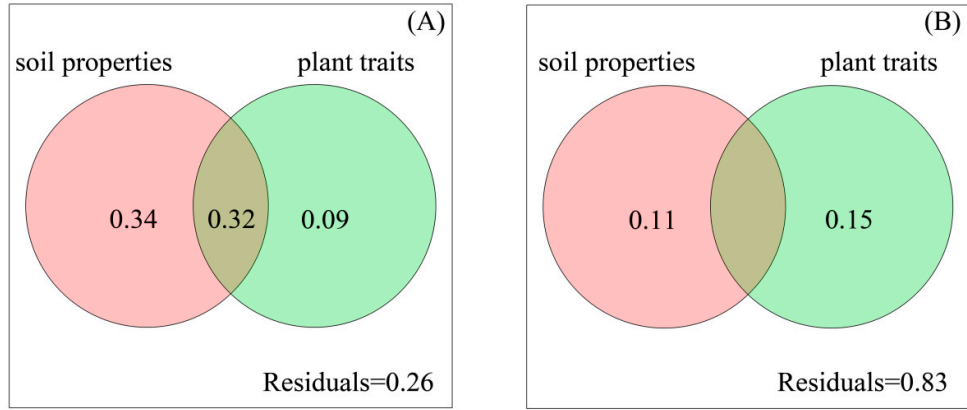 (A)
soil properties plant traits
0.34 0.32 0.09
Residuals=0.26
(B)
soil properties plant traits
0.11 0.15
Residuals=0.83